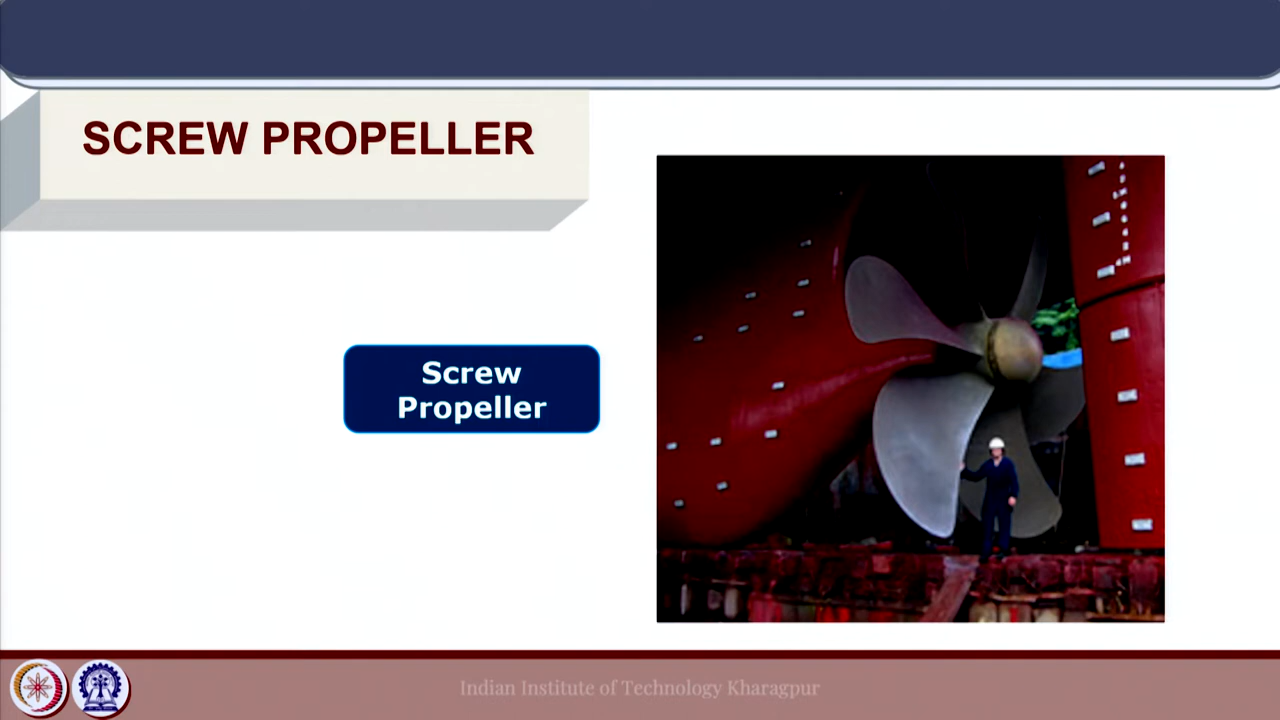 SCREW PROPELLER
Screw
Propeller
Indian Institute of Technology Kharagpur